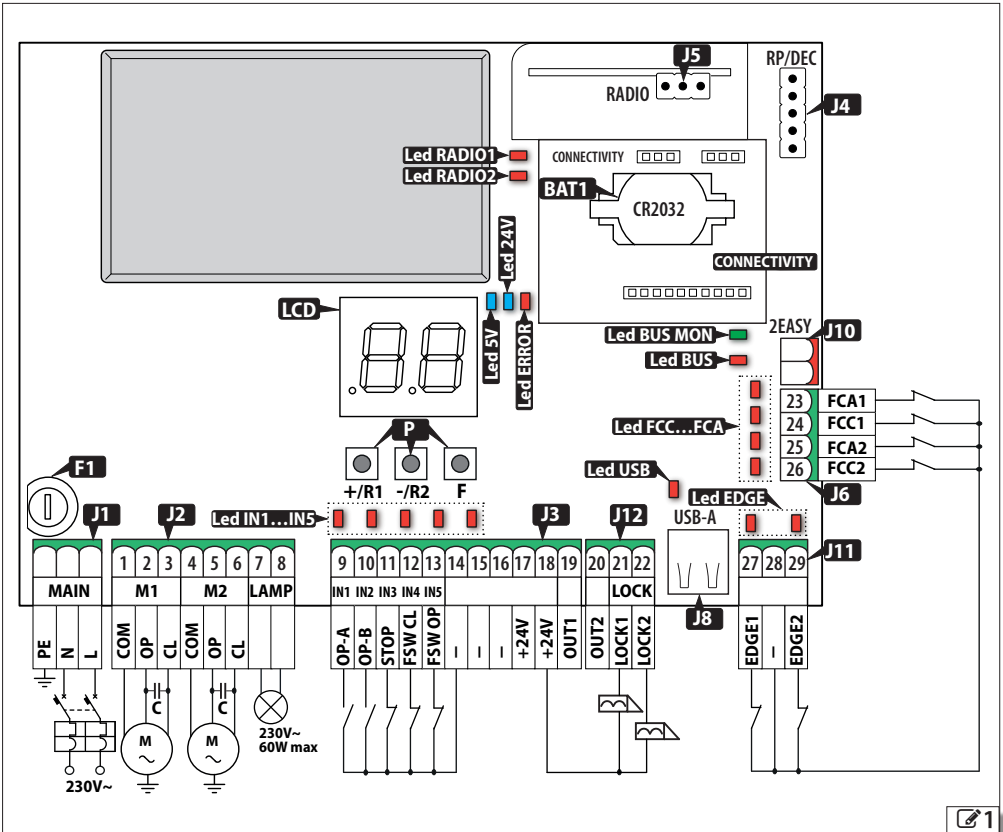 J5
RP/DEC
RADIO
J4
Led RADIO1
CONNECTIVITY
Led RADIO2
BAT1
CR2032
Led 24V
CONNECTIVITY
LCD
Led 5V
Led ERROR
Led BUS MON
2EASY
J10
Led BUS
23 FCA1
24 FCC1
25 FCA2
26 FCC2
Led FCC...FCA
P
F1
+/R1 -/R2 F
Led USB
J6
Led EDGE
J1
J2
Led IN1...IN5
J3
J12
USB-A
J11
1 2 3 4 5 6 7 8
9 10 11 12 13 14 15 16 17 18 19
20 21 22
27 28 29
MAIN
M1 M2 LAMP
IN1 IN2 IN3 IN4 IN5
LOCK
J8
PE N L
COM OP CL COM OP CL
OP-A OP-B STOP FSW CL FSW OP – – – +24V +24V OUT1
OUT2 LOCK1 LOCK2
EDGE1 – EDGE2
C C
M ~ M ~
230V~
60W max
230V~
1